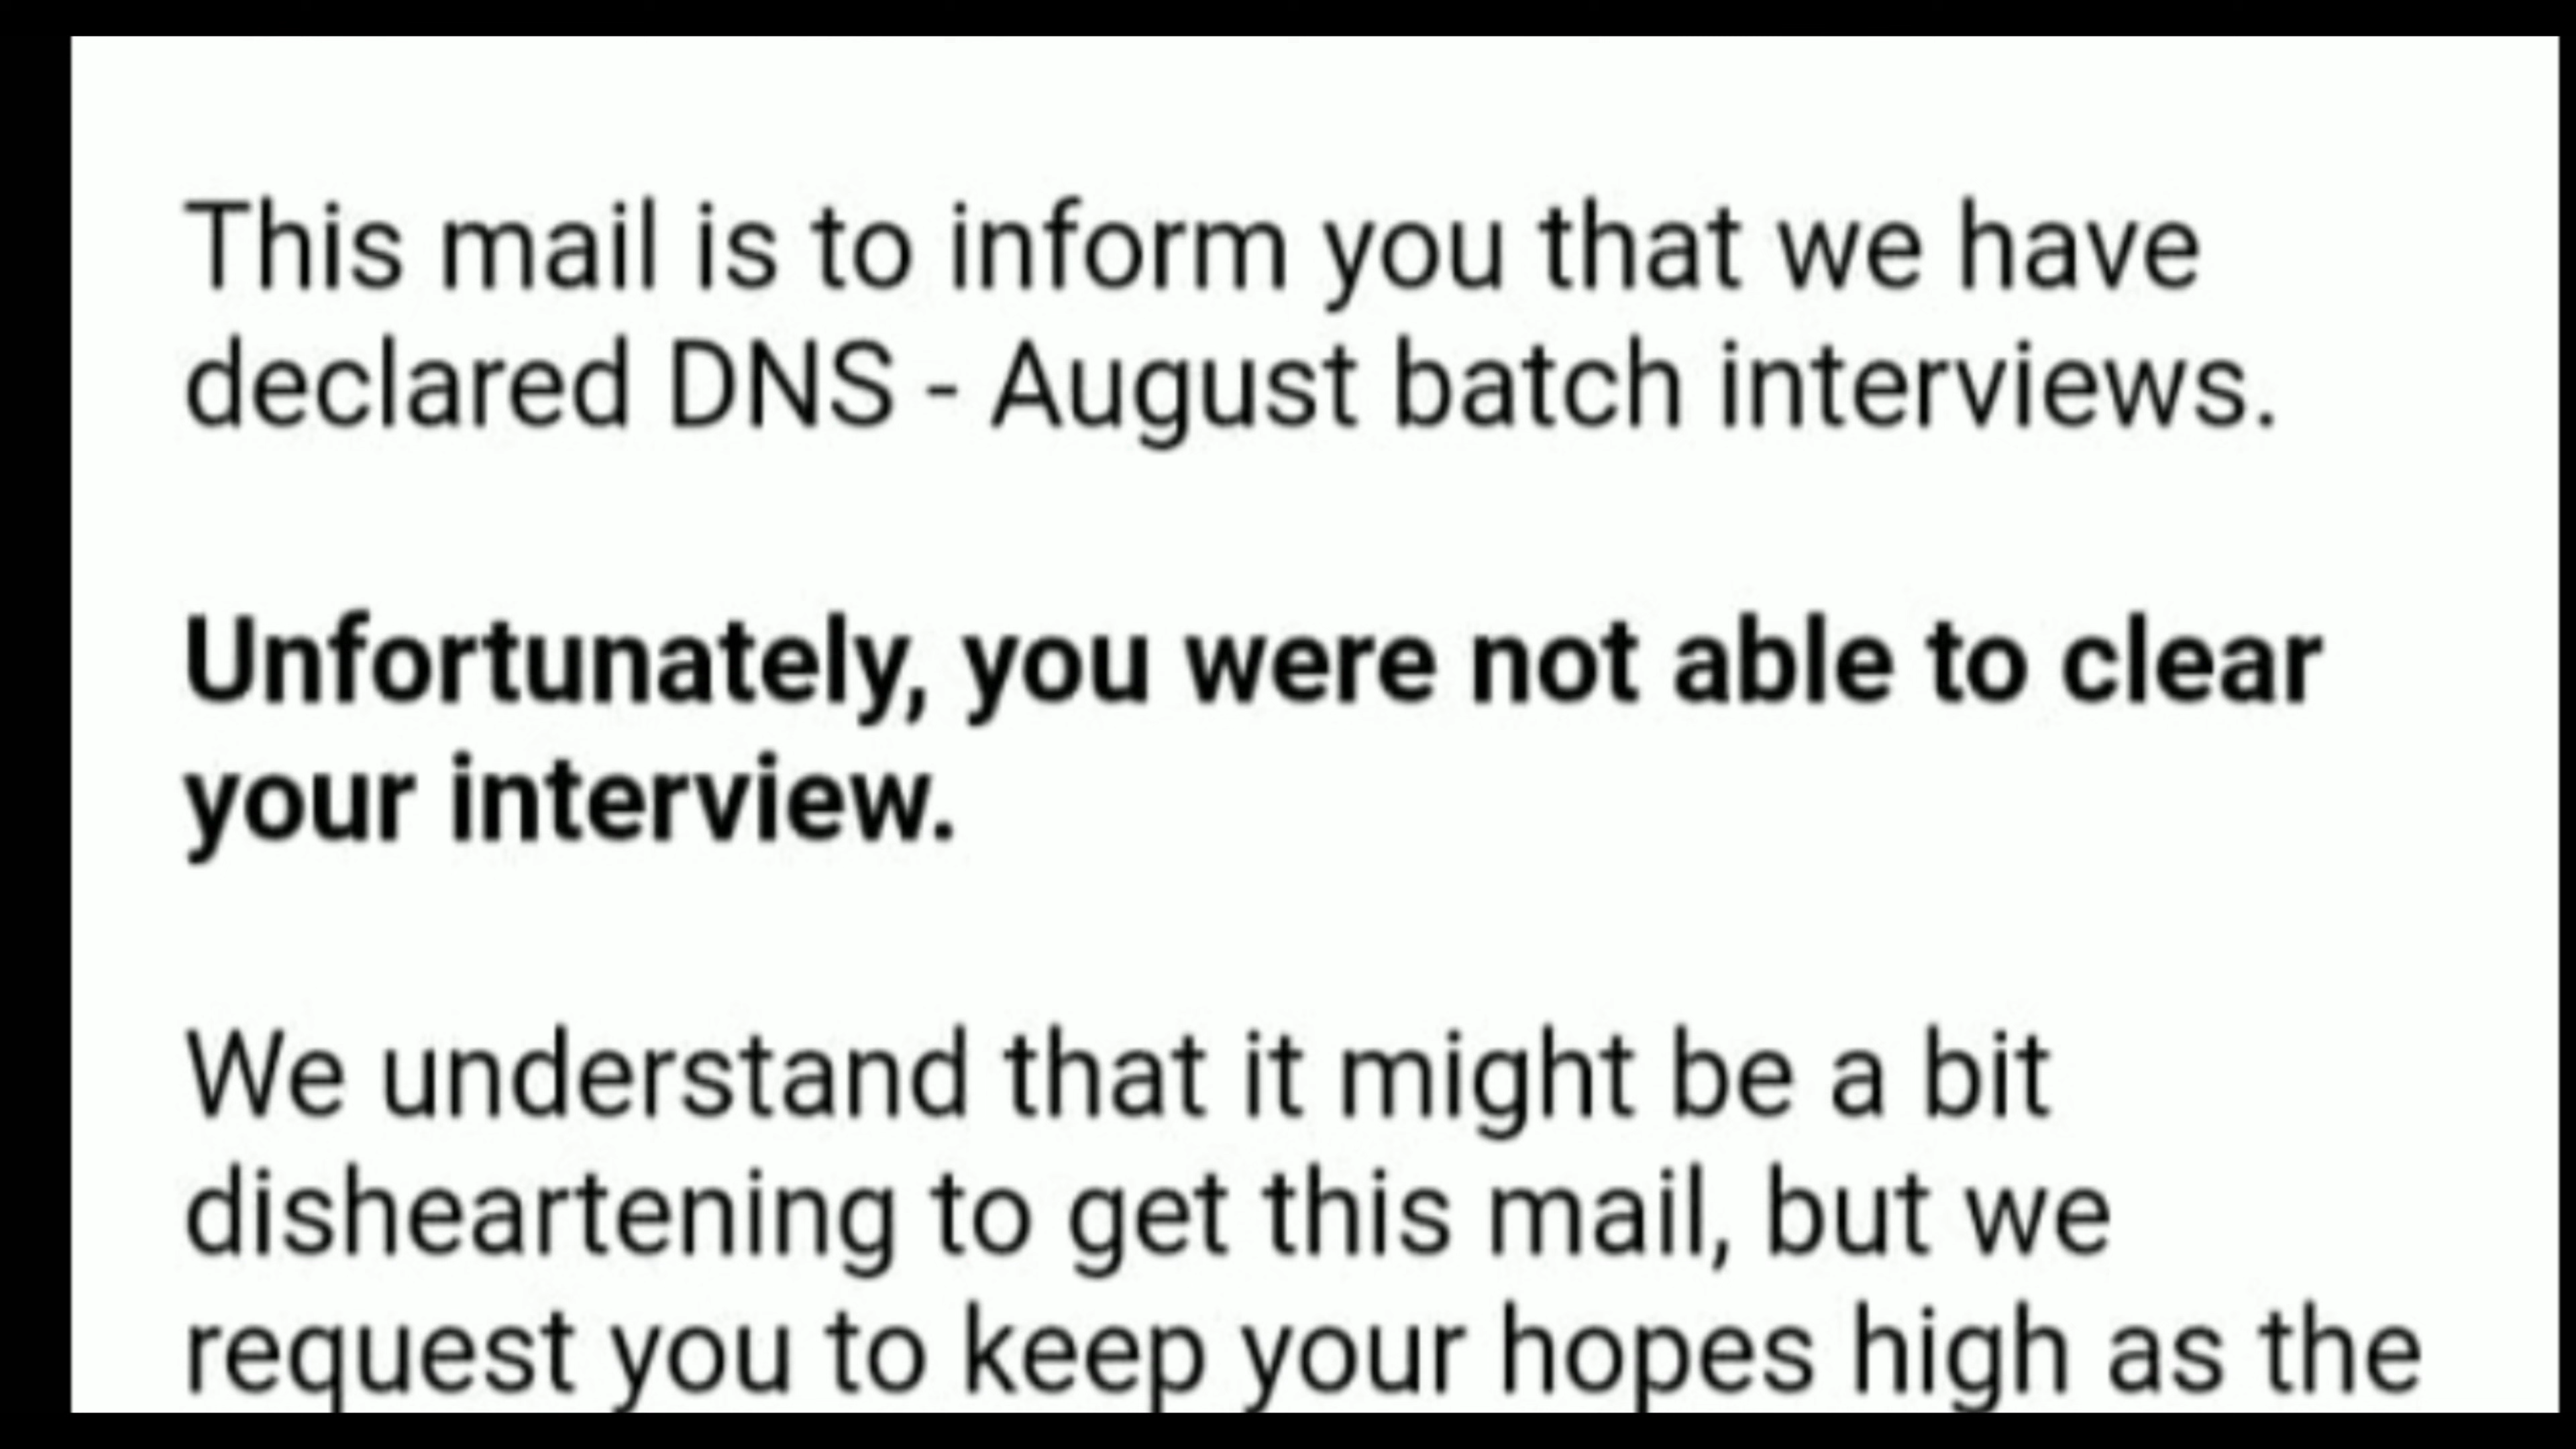 This mail is to inform you that we have
declared DNS - August batch interviews.
Unfortunately, you were not able to clear
your interview.
We understand that it might be a bit
disheartening to get this mail, but we
request you to keep your hopes high as the